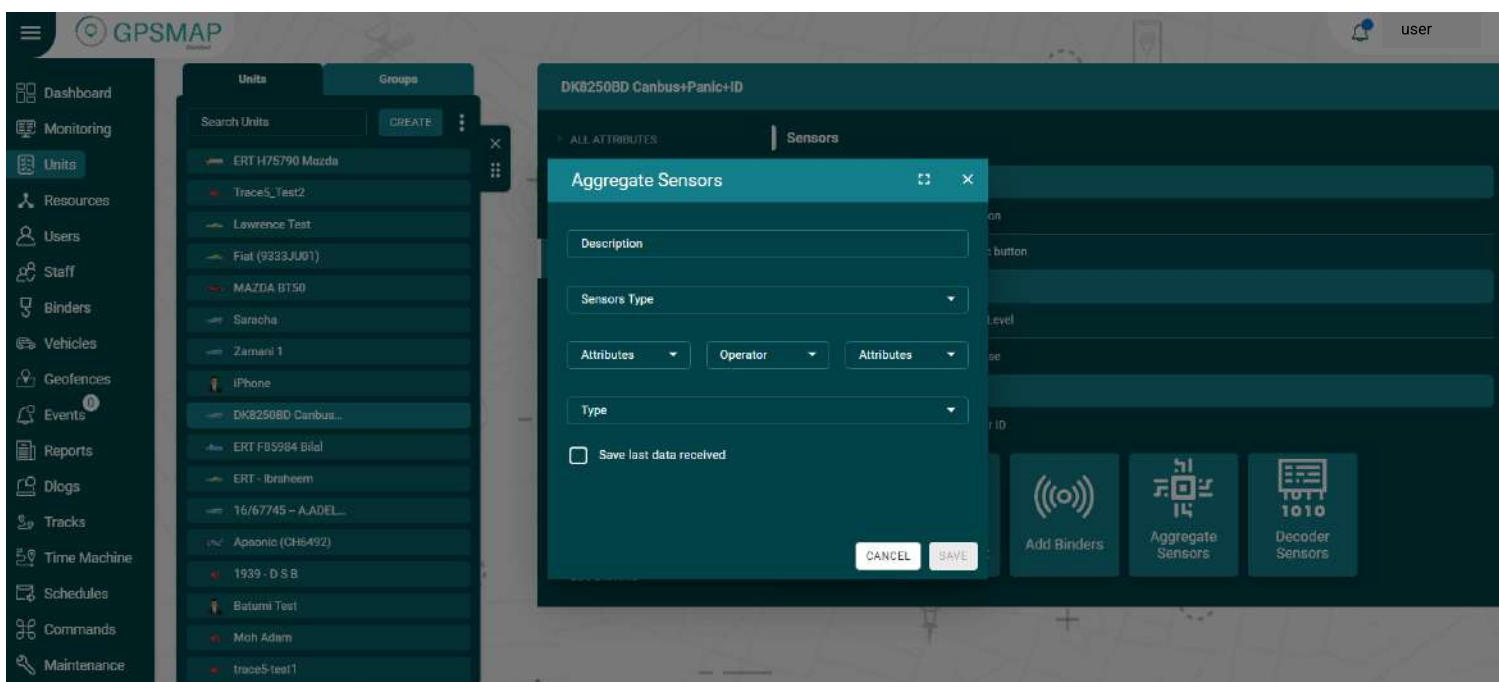 GPSMAP
user
Dashboard
Monitoring
Units
Resources
Users
Staff
Binders
Vehicles
Geofences
Events
0
Reports
Dlogs
Tracks
Time Machine
Schedules
Commands
Maintenance
Units
Groups
Search Units
CREATE
ERT H75790 Mazda
Trace5_Test2
Lawrence Test
Fiat (9333JU01)
MAZDA BT50
Saracha
Zamani 1
iPhone
DK8250BD Canbus...
ERT F85984 Bilal
ERT - Ibraheem
16/67745 – A.ADEL...
Apsonic (CH6492)
1939 - D S B
Batumi Test
Moh Adam
trace5-test1
DK8250BD Canbus+Panic+ID
ALL ATTRIBUTES
Sensors
Aggregate Sensors
Description
Sensors Type
Attributes
Operator
Attributes
Type
Save last data received
CANCEL
SAVE
on
button
Level
se
r ID
Add Binders
Aggregate
Sensors
1011
1010
Decoder
Sensors